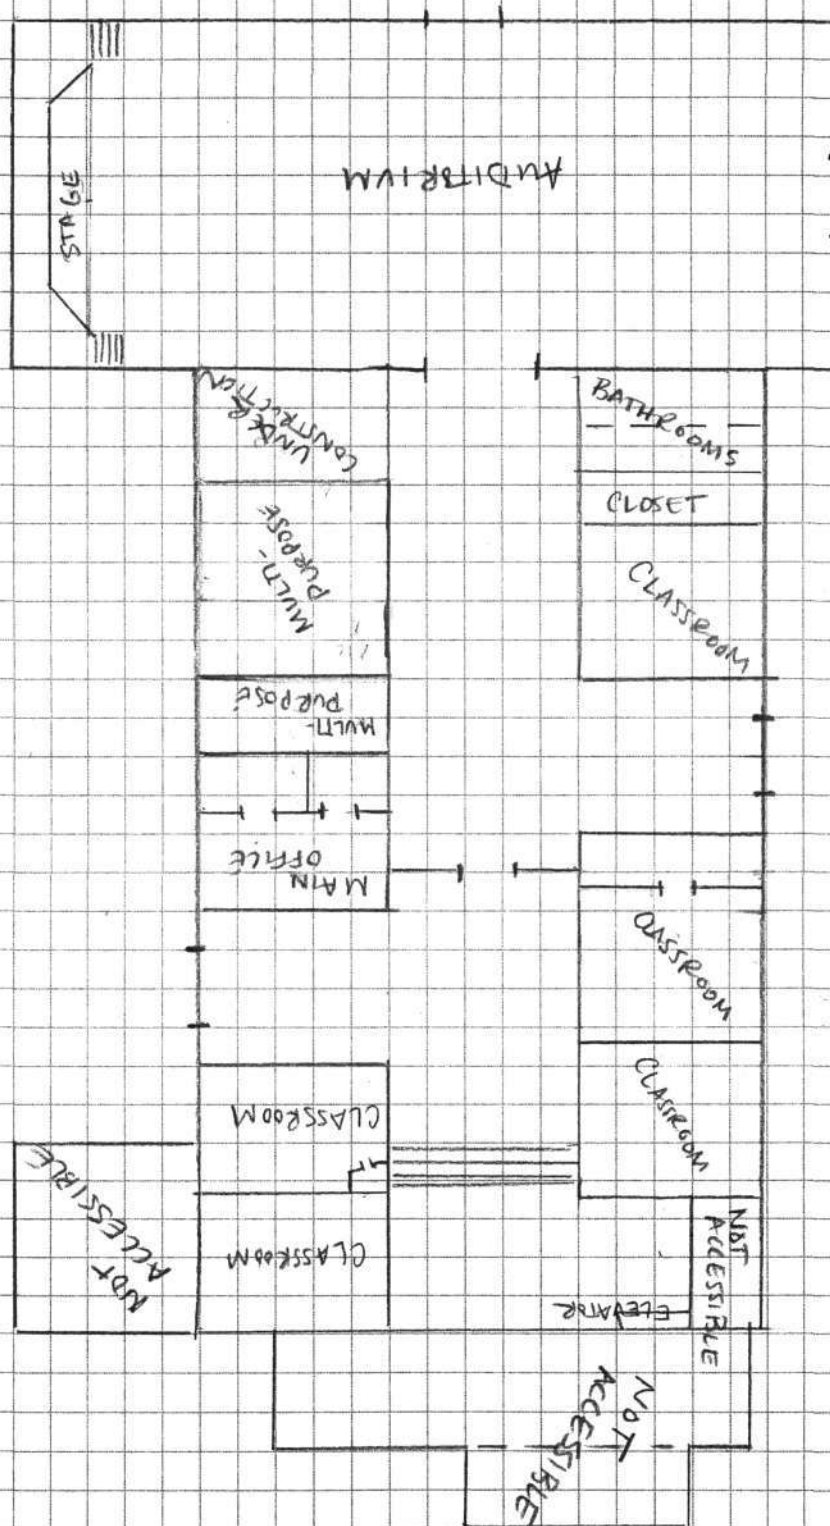 AUDITORIUM
STAGE
UNDER
CONSTRUCTION
BATHROOMS
CLOSET
MULTI-
PURPOSE
CLASSROOM
MULTI-
PURPOSE
MAIN
OFFICE
CLASSROOM
CLASSROOM
CLASSROOM
NOT
ACCESSIBLE
CLASSROOM
NOT
ACCESSIBLE
ELEVATOR
NOT
ACCESSIBLE